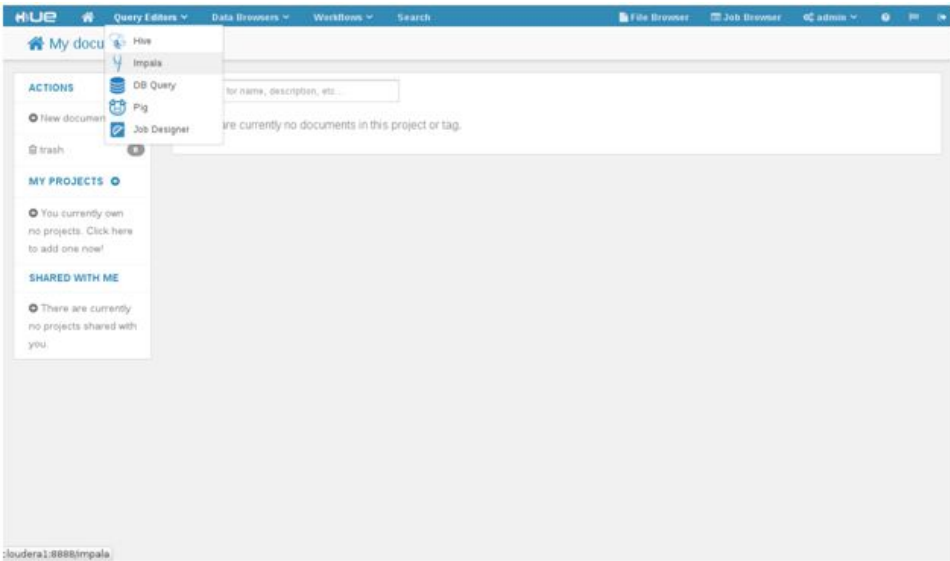 HUE Query Editors Data Browsers Workflows Search File Browser Job Browser admin
My docu
Hive
Impala
DB Query
Pig
Job Designer
ACTIONS
New documen
trash
MY PROJECTS
You currently own
no projects. Click here
to add one now!
SHARED WITH ME
There are currently
no projects shared with
you.
for name, description, etc...
are currently no documents in this project or tag.
cloudera1:8888/impala